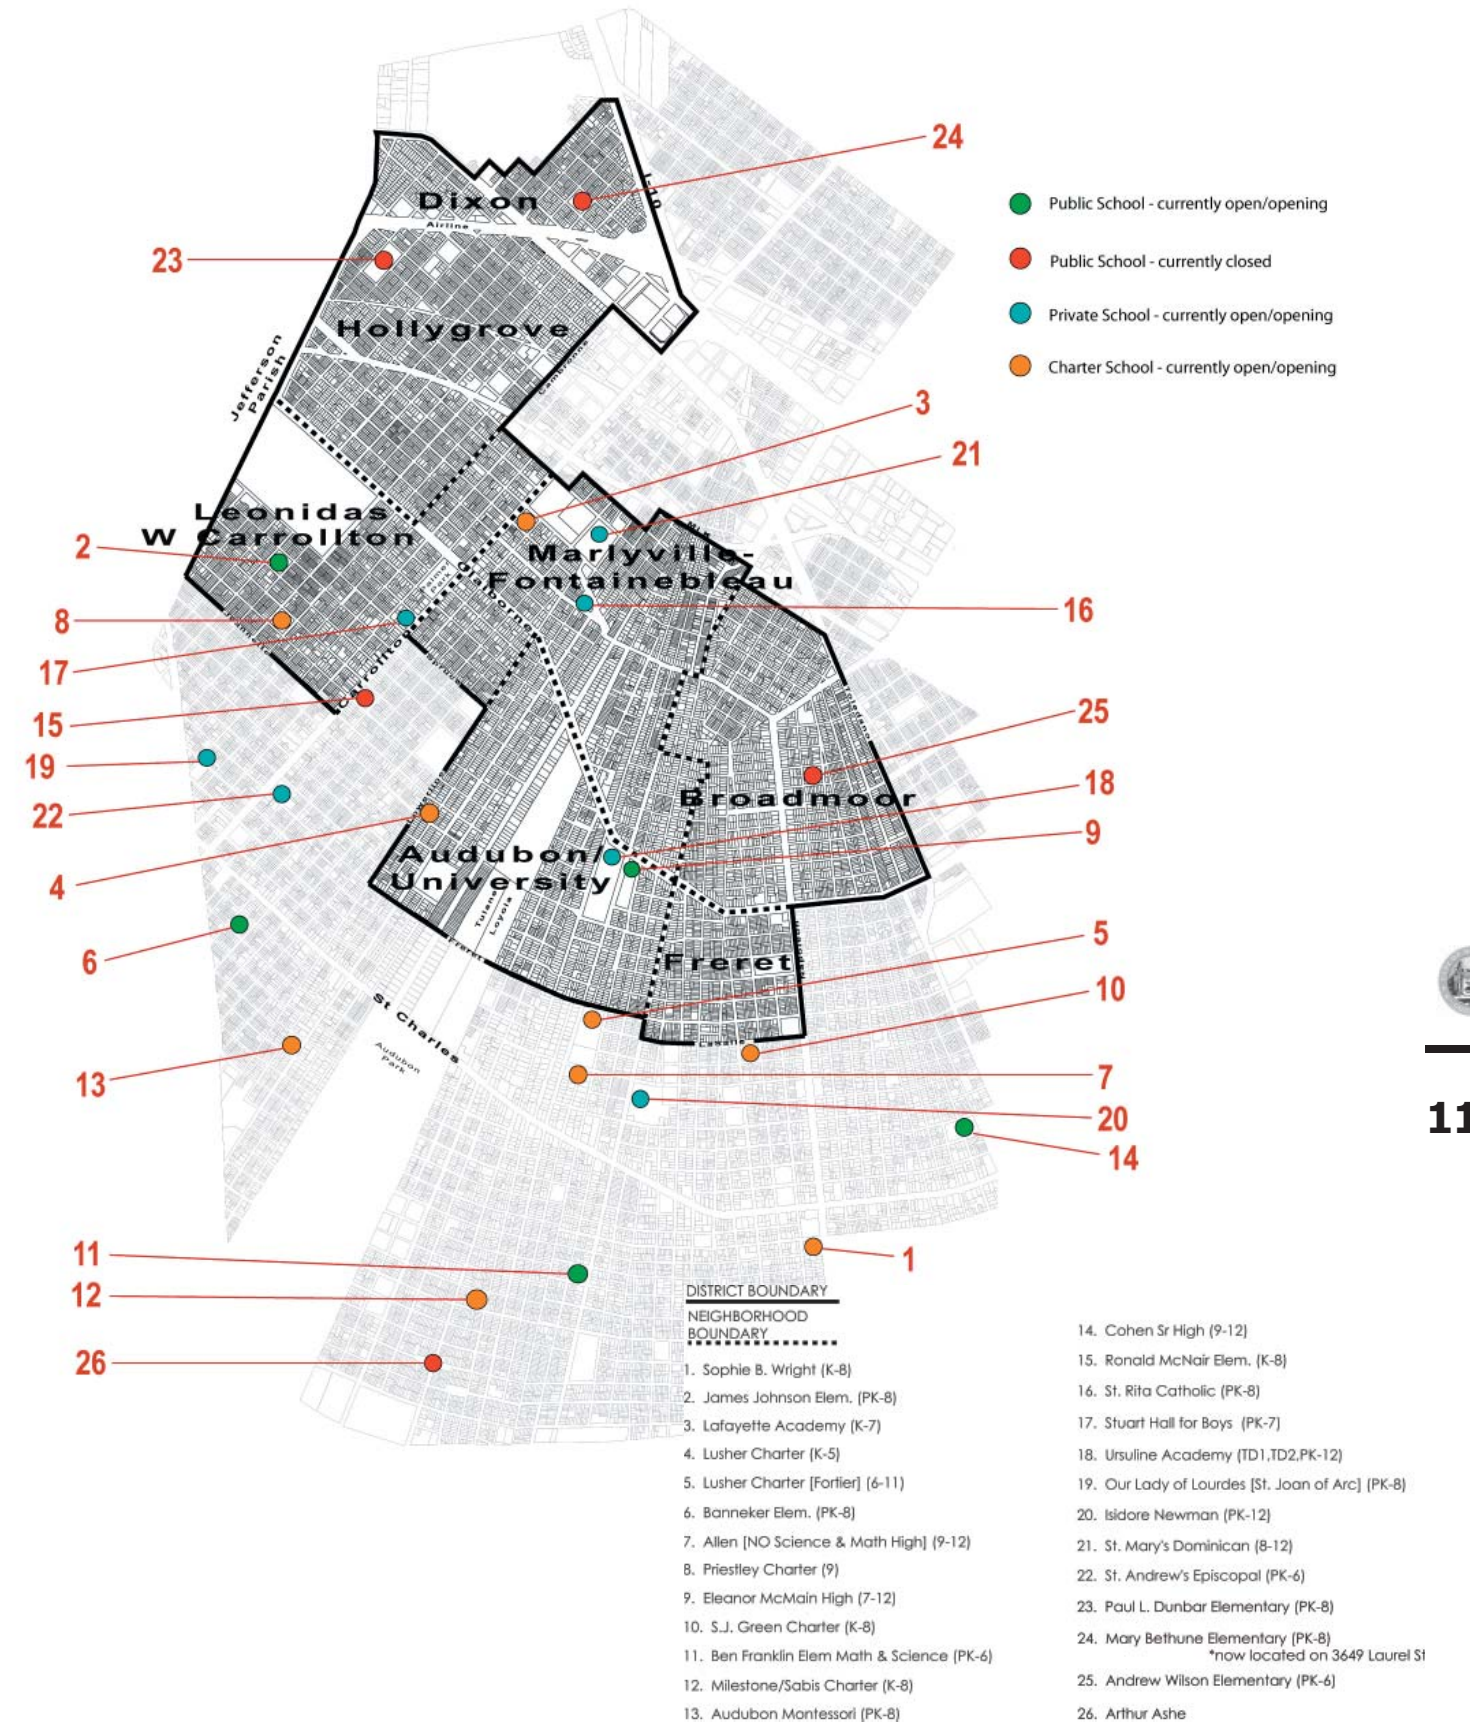 24
Public School - currently open/opening
Public School - currently closed
Private School - currently open/opening
Charter School - currently open/opening
I-10
Dixon
Airline
23
Hollygrove
Jefferson
Parish
3
21
Leonidas
W Carrollton
2
Marlyville-
Fontainebleau
Palmer
Park
Claiborne
16
8
17
Carrollton
15
25
19
22
18
Broadmoor
9
4
Audubon/
University
Tulane
Loyola
Freret
6
5
Freret
10
St Charles
Lasalle
Audubon
Park
13
7
20
11
14
11
1
12
26
DISTRICT BOUNDARY
NEIGHBORHOOD
BOUNDARY
1. Sophie B. Wright (K-8)
2. James Johnson Elem. (PK-8)
3. Lafayette Academy (K-7)
4. Lusher Charter (K-5)
5. Lusher Charter [Fortier] (6-11)
6. Banneker Elem. (PK-8)
7. Allen [NO Science & Math High] (9-12)
8. Priestley Charter (9)
9. Eleanor McMain High (7-12)
10. S.J. Green Charter (K-8)
11. Ben Franklin Elem Math & Science (PK-6)
12. Milestone/Sabis Charter (K-8)
13. Audubon Montessori (PK-8)
14. Cohen Sr High (9-12)
15. Ronald McNair Elem. (K-8)
16. St. Rita Catholic (PK-8)
17. Stuart Hall for Boys (PK-7)
18. Ursuline Academy (TD1,TD2,PK-12)
19. Our Lady of Lourdes [St. Joan of Arc] (PK-8)
20. Isidore Newman (PK-12)
21. St. Mary's Dominican (8-12)
22. St. Andrew's Episcopal (PK-6)
23. Paul L. Dunbar Elementary (PK-8)
24. Mary Bethune Elementary (PK-8)
*now located on 3649 Laurel St
25. Andrew Wilson Elementary (PK-6)
26. Arthur Ashe